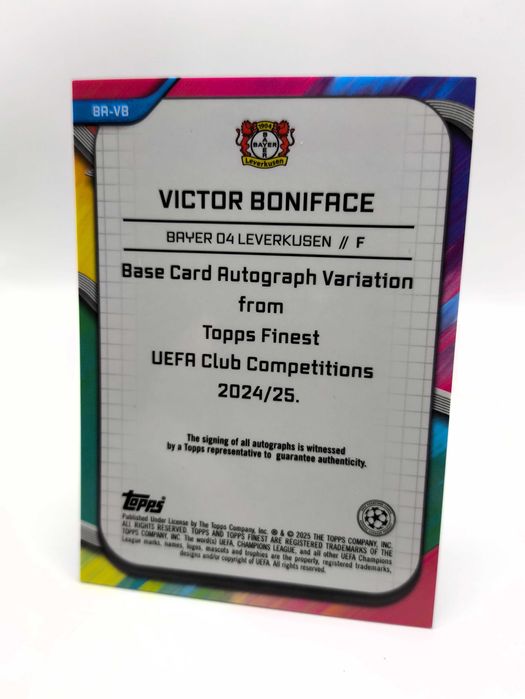 BA-VB
1904
BAYER
BAYER
Leverkusen
VICTOR BONIFACE
BAYER 04 LEVERKUSEN // F
Base Card Autograph Variation
from
Topps Finest
UEFA Club Competitions
2024/25.
The signing of all autographs is witnessed
by a Topps representative to guarantee authenticity.
Topps
Published Under License by The Topps Company, Inc. ® & © 2025 THE TOPPS COMPANY, INC.
ALL RIGHTS RESERVED. TOPPS AND TOPPS FINEST ARE REGISTERED TRADEMARKS OF THE
TOPPS COMPANY, INC. The word(s) UEFA, CHAMPIONS LEAGUE, and all other UEFA Champions
League marks, names, logos, mascots and trophies are the property, registered trademarks,
designs and/or copyright of UEFA. All rights reserved.